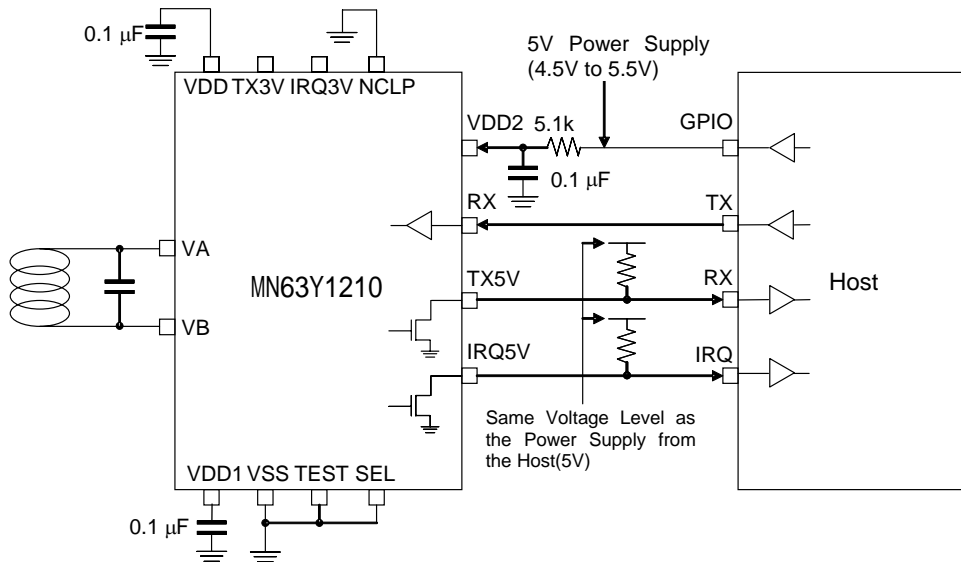 0.1 μF
VDD TX3V IRQ3V NCLP
5V Power Supply
(4.5V to 5.5V)
VDD2
5.1k
GPIO
0.1 μF
RX
TX
VA
MN63Y1210
TX5V
RX
Host
VB
IRQ5V
IRQ
Same Voltage Level as
the Power Supply from
the Host(5V)
VDD1 VSS TEST SEL
0.1 μF